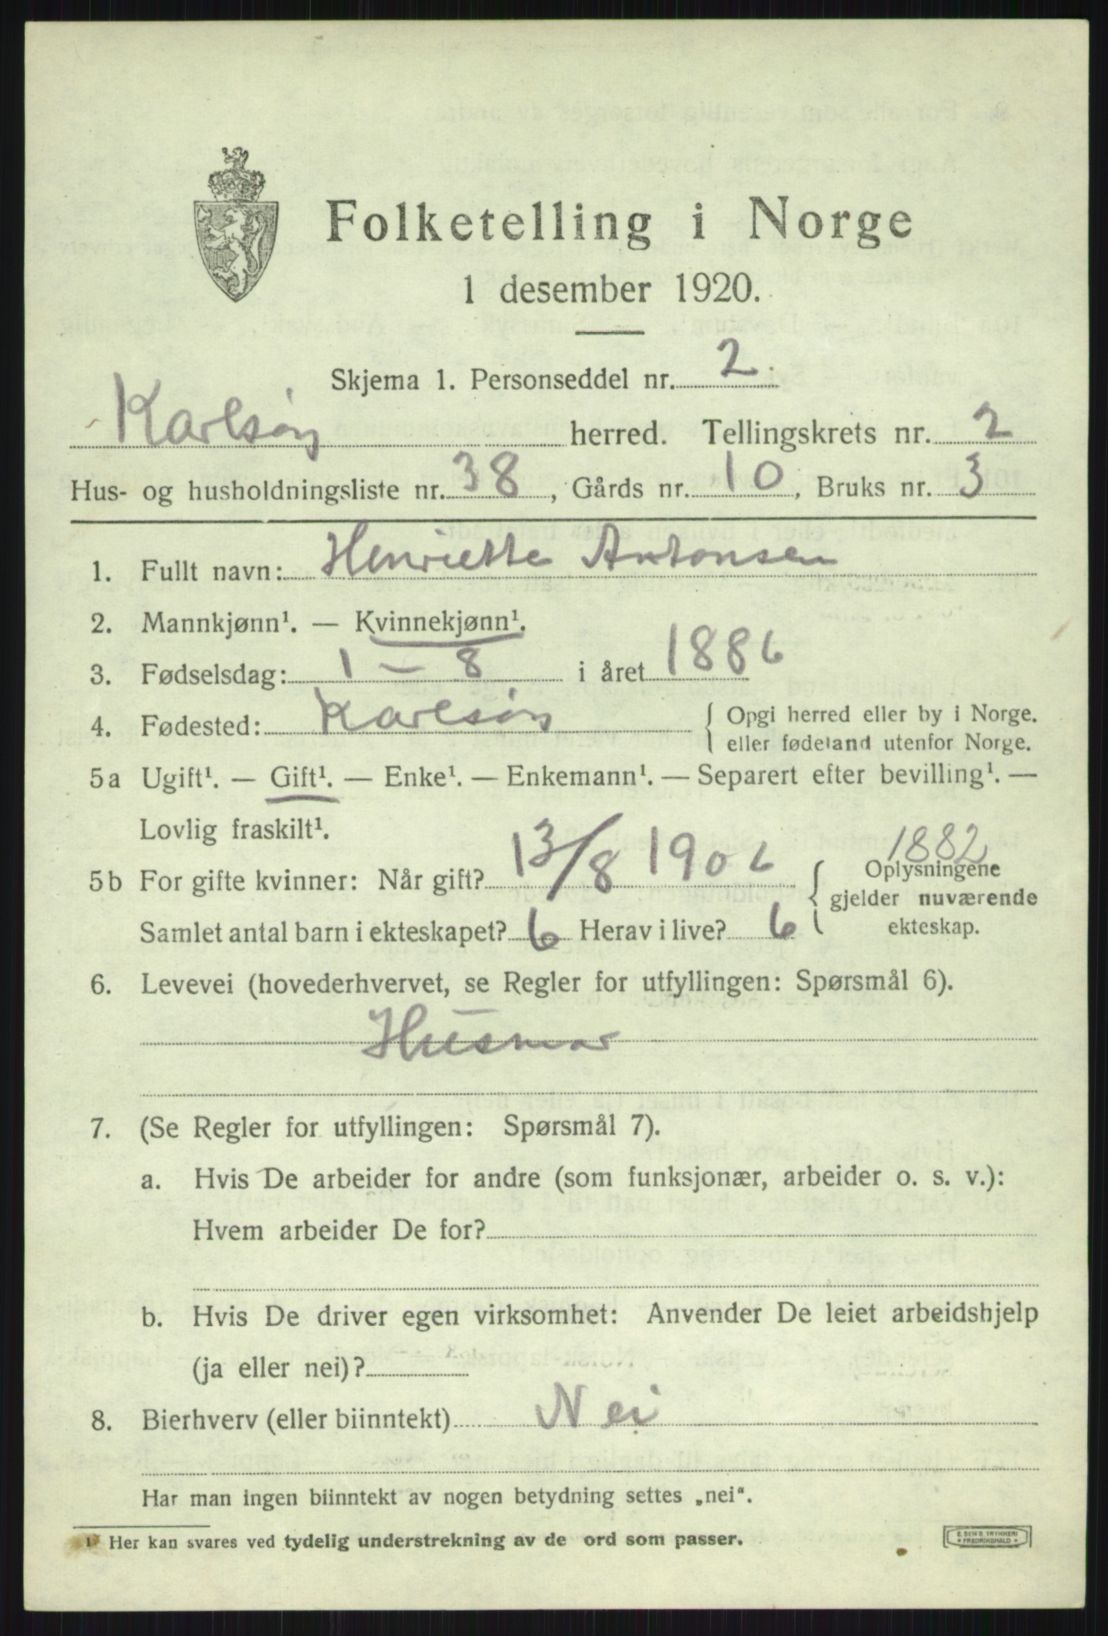 Folketelling i Norge
1 desember 1920.
Skjema 1. Personseddel nr. 2
Karlsøy herred. Tellingskrets nr. 2
Hus- og husholdningsliste nr. 38, Gårds nr. 10, Bruks nr. 3
1. Fullt navn: Henriette Antonsen
2. Mannkjønn¹. — Kvinnekjønn¹.
3. Fødselsdag: 1 – 8 i året 1886
4. Fødested: Karlsøy { Opgi herred eller by i Norge.
eller fødeland utenfor Norge.
5a Ugift¹. — Gift¹. — Enke¹. — Enkemann¹. — Separert efter bevilling¹. —
Lovlig fraskilt¹.
1882
5b For gifte kvinner: Når gift? 13/8 1906 { Oplysningene
gjelder nuværende
Samlet antal barn i ekteskapet? 6 Herav i live? 6 ekteskap.
6. Levevei (hovederhvervet, se Regler for utfyllingen: Spørsmål 6).
Husmor
7. (Se Regler for utfyllingen: Spørsmål 7).
a. Hvis De arbeider for andre (som funksjonær, arbeider o. s. v.):
Hvem arbeider De for?
b. Hvis De driver egen virksomhet: Anvender De leiet arbeidshjelp
(ja eller nei)?
8. Bierhverv (eller biinntekt) Nei
Har man ingen biinntekt av nogen betydning settes „nei“.
¹ Her kan svares ved tydelig understrekning av de ord som passer.